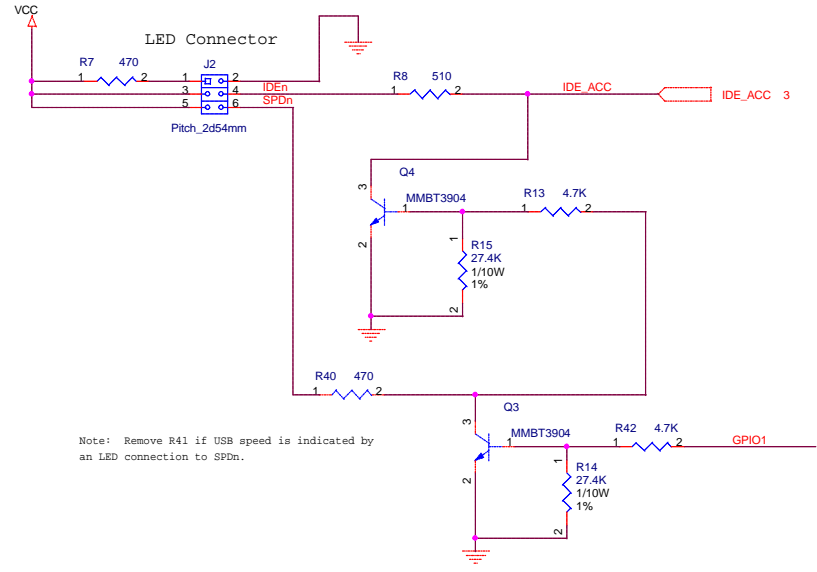 VCC
LED Connector
R7 470
1 2
J2
1 2
3 4
5 6
IDEn
SPDn
Pitch_2d54mm
R8 510
1 2
IDE_ACC
IDE_ACC 3
Q4
MMBT3904
3
1
2
R13 4.7K
1 2
1
R15
27.4K
1/10W
1%
2
R40 470
1 2
Q3
MMBT3904
3
1
2
R42 4.7K
1 2
GPIO1
1
R14
27.4K
1/10W
1%
2
Note: Remove R41 if USB speed is indicated by
an LED connection to SPDn.